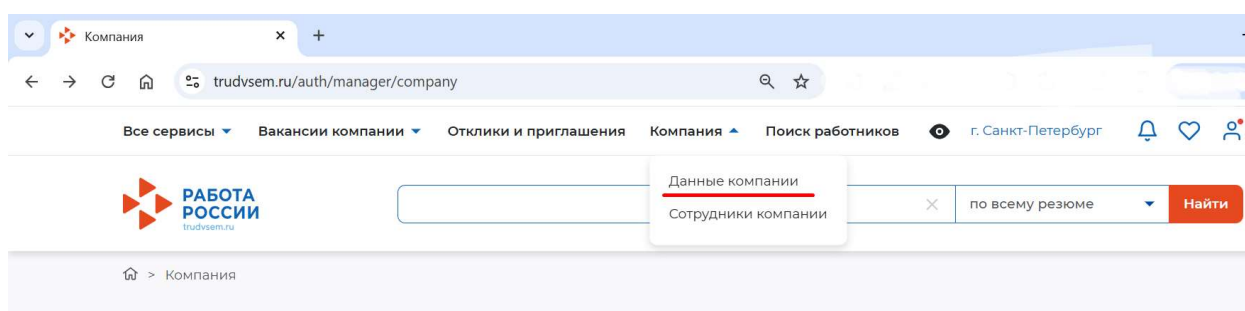 Компания
trudvsem.ru/auth/manager/company
Все сервисы Вакансии компании Отклики и приглашения Компания Поиск работников г. Санкт-Петербург
Данные компании
Сотрудники компании
РАБОТА
РОССИИ
trudvsem.ru
по всему резюме Найти
> Компания